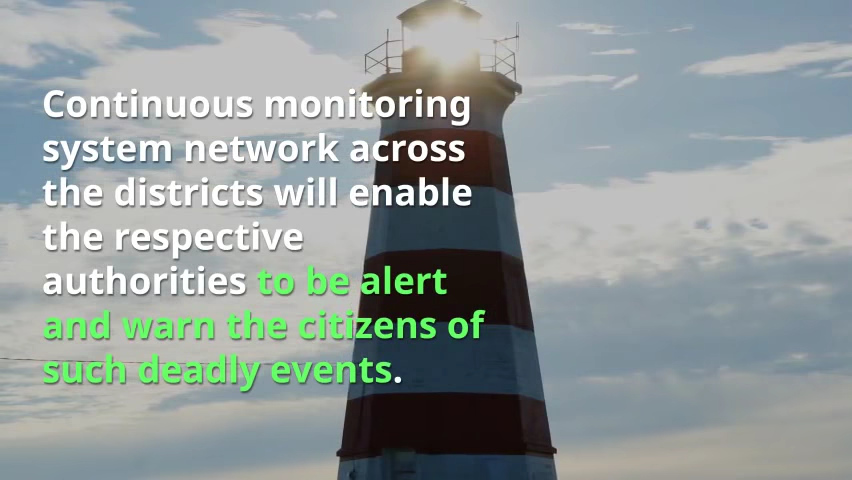 Continuous monitoring
system network across
the districts will enable
the respective
authorities to be alert
and warn the citizens of
such deadly events.